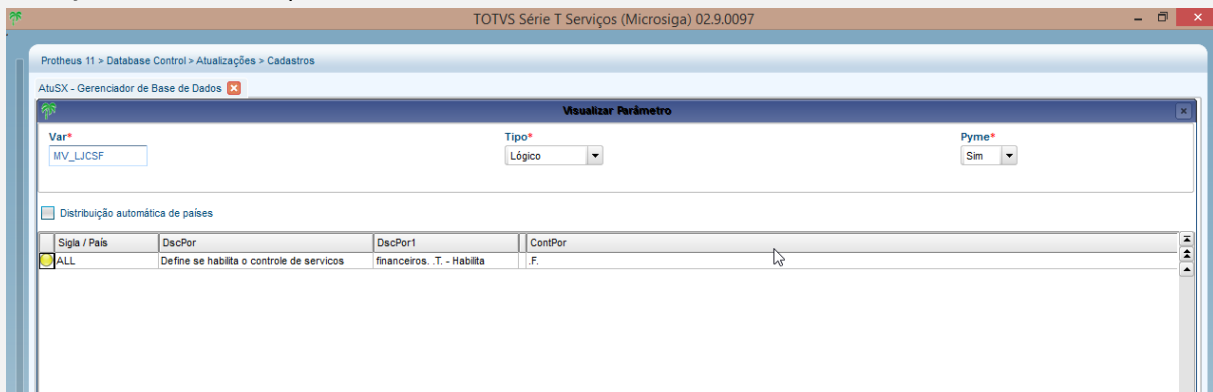 TOTVS Série T Serviços (Microsiga) 02.9.0097
Protheus 11 > Database Control > Atualizações > Cadastros
AtuSX - Gerenciador de Base de Dados
Visualizar Parâmetro
Var* Tipo* Pyme*
MV_LJCSF Lógico Sim
Distribuição automática de países
Sigla / País DscPor DscPor1 ContPor
ALL Define se habilita o controle de servicos financeiros. .T. - Habilita .F.